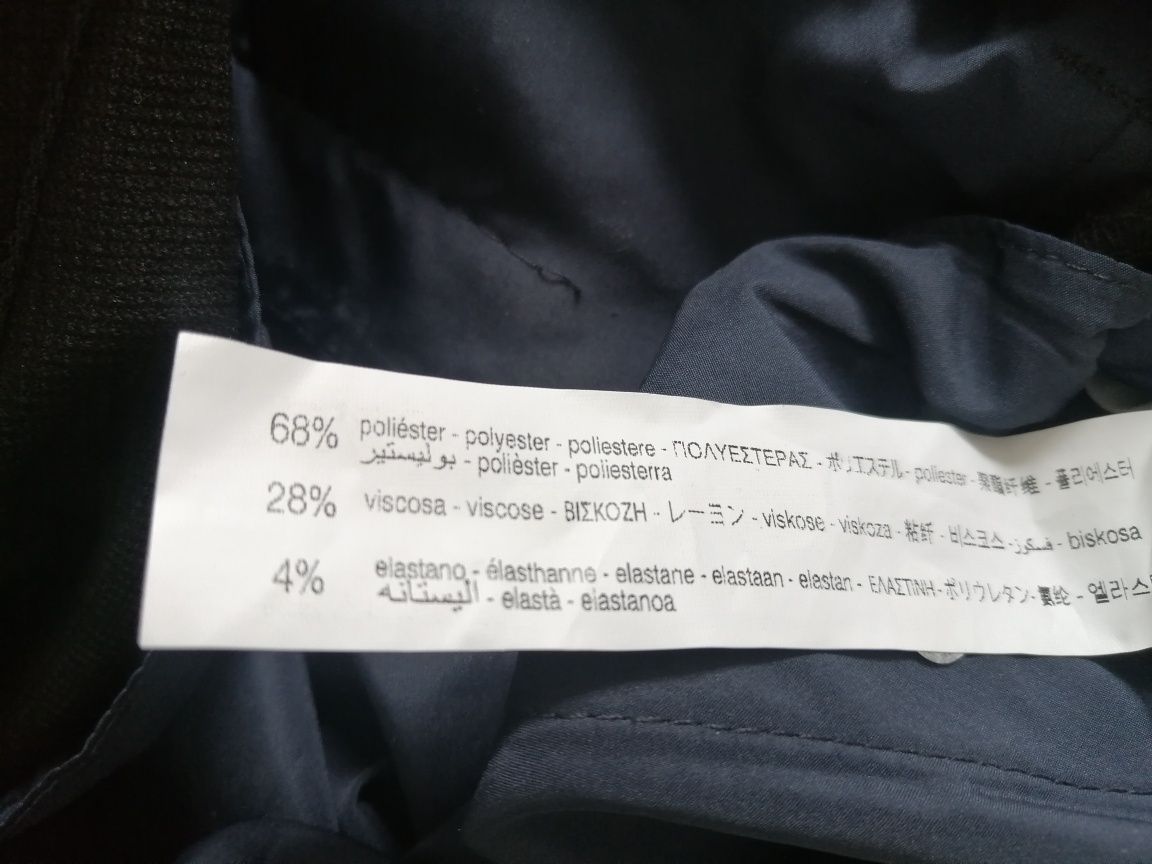 68% poliéster - polyester - poliestere - ΠΟΛΥΕΣΤΕΡΑΣ - ポリエステル - poliester - 聚酯纤维 - 폴리에스터
بوليستير - polièster - poliesterra
28% viscosa - viscose - ΒΙΣΚΟΖΗ - レーヨン - viskose - viskoza - 粘纤 - 비스코스 - فسكوز - biskosa
4% elastano - élasthanne - elastane - elastaan - elastan - ΕΛΑΣΤΙΝΗ - ポリウレタン - 氨纶 - 엘라스
اليستانه - elastà - elastanoa